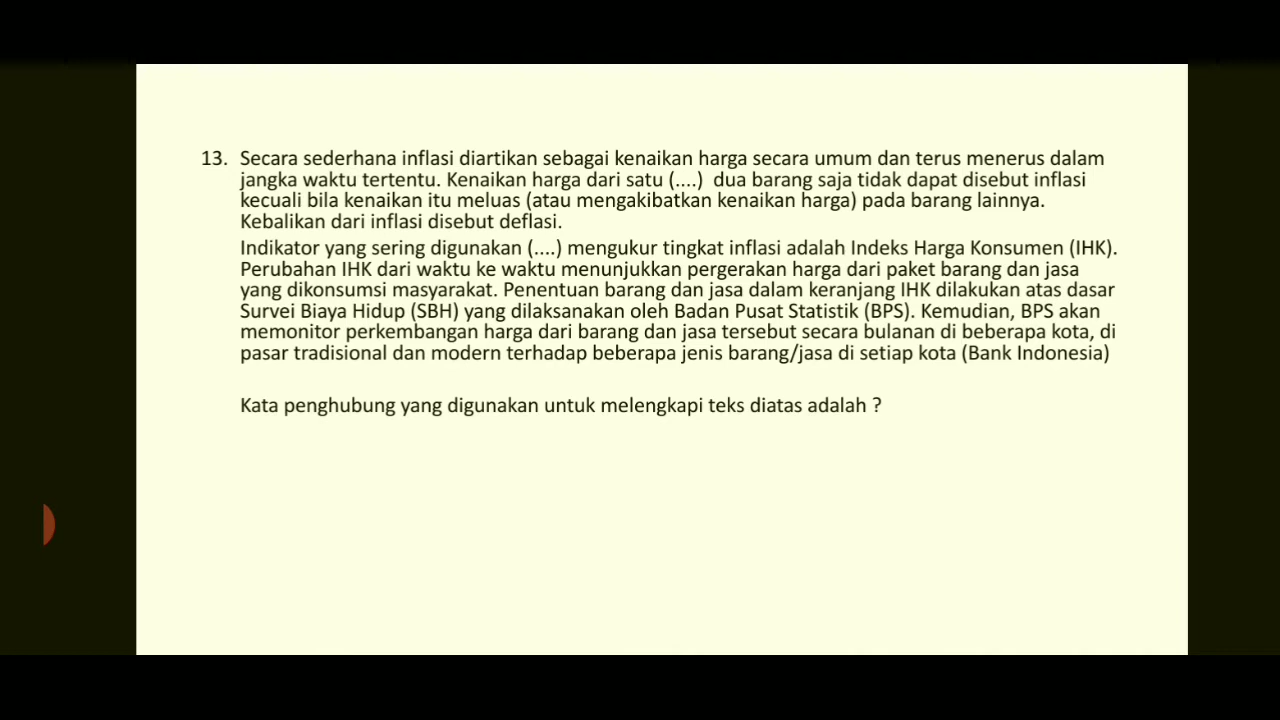 13. Secara sederhana inflasi diartikan sebagai kenaikan harga secara umum dan terus menerus dalam
jangka waktu tertentu. Kenaikan harga dari satu (....) dua barang saja tidak dapat disebut inflasi
kecuali bila kenaikan itu meluas (atau mengakibatkan kenaikan harga) pada barang lainnya.
Kebalikan dari inflasi disebut deflasi.
Indikator yang sering digunakan (....) mengukur tingkat inflasi adalah Indeks Harga Konsumen (IHK).
Perubahan IHK dari waktu ke waktu menunjukkan pergerakan harga dari paket barang dan jasa
yang dikonsumsi masyarakat. Penentuan barang dan jasa dalam keranjang IHK dilakukan atas dasar
Survei Biaya Hidup (SBH) yang dilaksanakan oleh Badan Pusat Statistik (BPS). Kemudian, BPS akan
memonitor perkembangan harga dari barang dan jasa tersebut secara bulanan di beberapa kota, di
pasar tradisional dan modern terhadap beberapa jenis barang/jasa di setiap kota (Bank Indonesia)
Kata penghubung yang digunakan untuk melengkapi teks diatas adalah ?